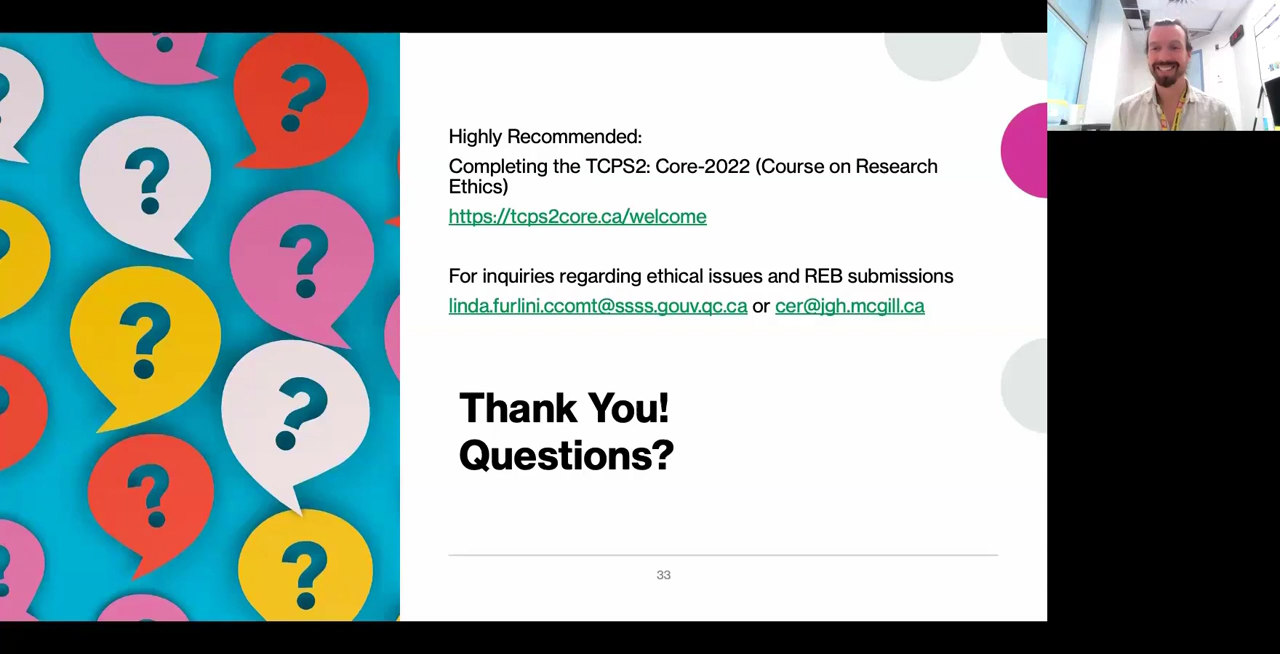 Highly Recommended:
Completing the TCPS2: Core-2022 (Course on Research
Ethics)
https://tcps2core.ca/welcome
For inquiries regarding ethical issues and REB submissions
linda.furlini.ccomt@ssss.gouv.qc.ca or cer@jgh.mcgill.ca
Thank You!
Questions?
33